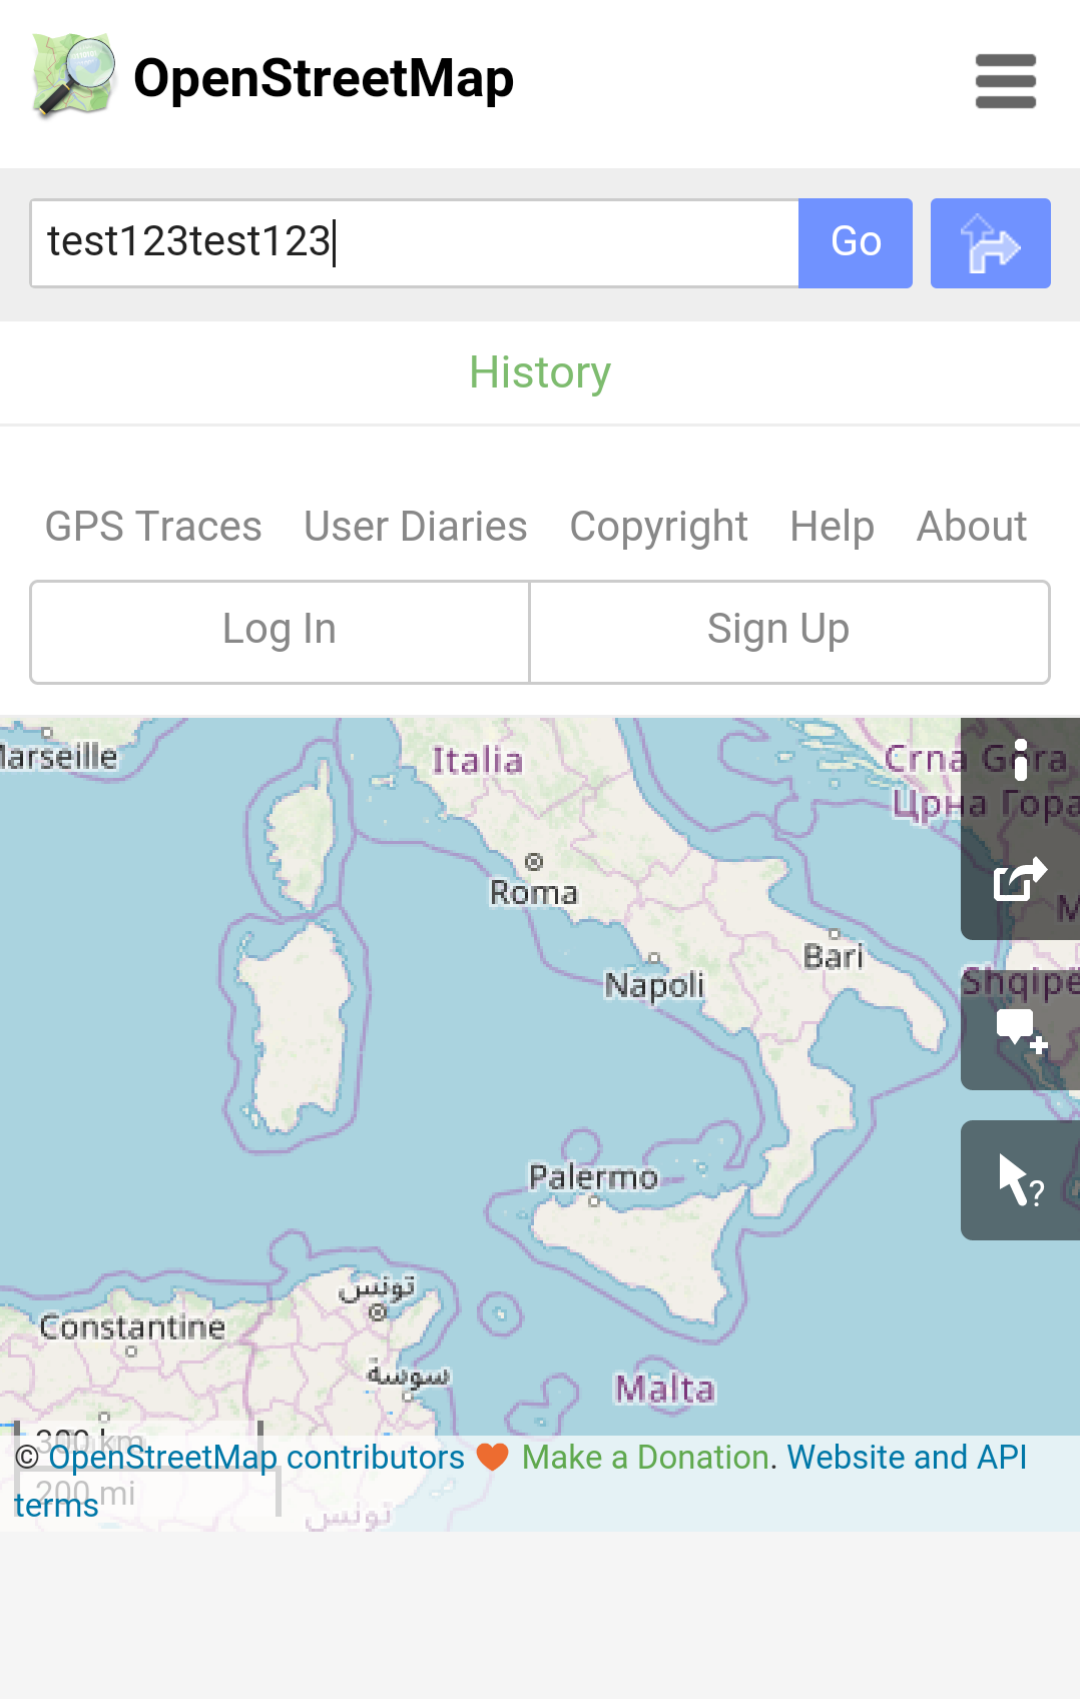 OpenStreetMap
test123test123
Go
History
GPS Traces User Diaries Copyright Help About
Log In Sign Up
Marseille
Italia
Crna Gora
Црна Гора
Roma
Bari
Napoli
Palermo
تونس
Constantine
سوسة
Malta
300 km
© OpenStreetMap contributors ♥ Make a Donation. Website and API
terms
200 mi
تونس